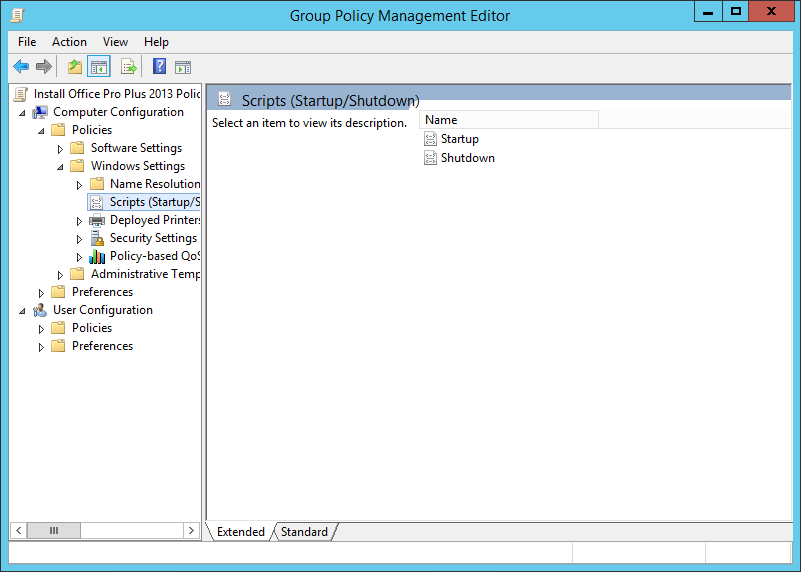 Group Policy Management Editor
File Action View Help
Install Office Pro Plus 2013 Polic
Computer Configuration
Policies
Software Settings
Windows Settings
Name Resolution
Scripts (Startup/S
Deployed Printers
Security Settings
Policy-based QoS
Administrative Temp
Preferences
User Configuration
Policies
Preferences
Scripts (Startup/Shutdown)
Select an item to view its description.
Name
Startup
Shutdown
Extended Standard